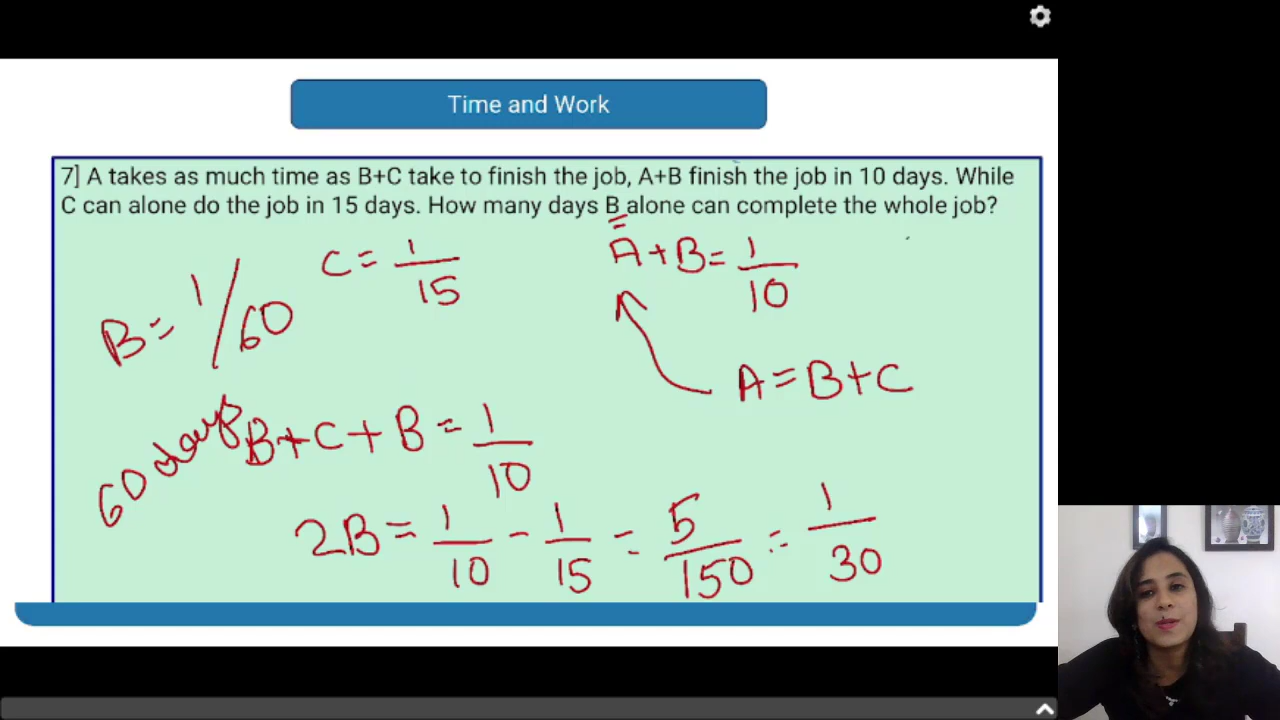 Time and Work
7] A takes as much time as B+C take to finish the job, A+B finish the job in 10 days. While
C can alone do the job in 15 days. How many days B alone can complete the whole job?
C = 1/15
A+B = 1/10
B = 1/60
A = B+C
60 days
B+C+B = 1/10
2B = 1/10 - 1/15 = 5/150 = 1/30